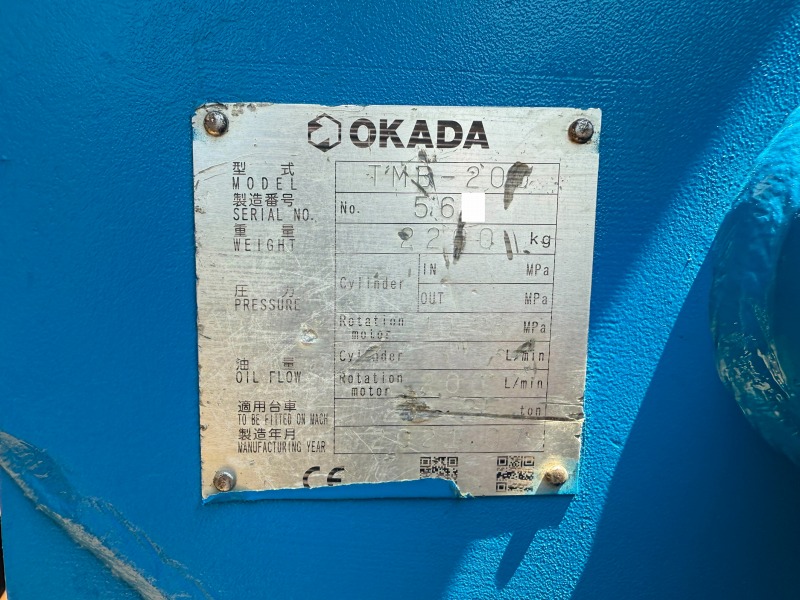 OKADA
型式 MODEL TMB-200
製造番号 SERIAL NO. No. 56
重量 WEIGHT kg
圧力 PRESSURE Cylinder IN MPa
OUT MPa
Rotation motor MPa
油量 OIL FLOW Cylinder L/min
Rotation motor L/min
適用台車 TO BE FITTED ON MACH ton
製造年月 MANUFACTURING YEAR
CE